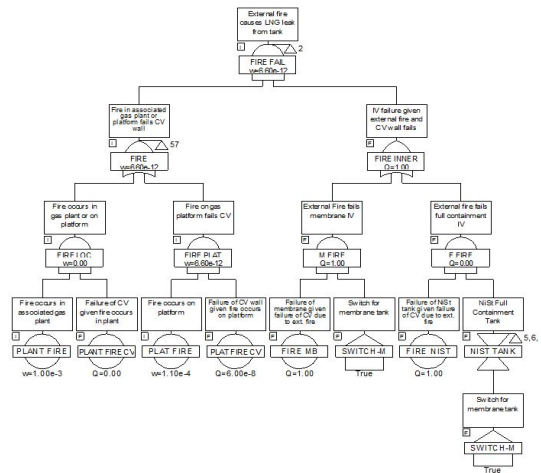 External fire
causes LNG leak
from tank
I
2
FIRE FAIL
w=6.60e-12
Fire in associated
gas plant or
platform fails CV
wall
I
57
FIRE
w=6.60e-12
IV failure given
external fire and
CV wall fails
F
FIRE INNER
Q=1.00
Fire occurs in
gas plant or on
platform
I
FIRE LOC
w=0.00
Fire on gas
platform fails CV
I
FIRE PLAT
w=6.60e-12
External Fire fails
membrane IV
F
M FIRE
Q=1.00
External fire fails
full containment
IV
F
F FIRE
Q=0.00
Fire occurs in
associated gas
plant
I
PLANT FIRE
w=1.00e-3
Failure of CV
given fire occurs
in plant
F
PLANT FIRE CV
Q=0.00
Fire occurs on
platform
I
PLAT FIRE
w=1.10e-4
Failure of CV wall
given fire occurs
on platform
F
PLAT FIRE CV
Q=6.00e-8
Failure of
membrane given
failure of CV due
to ext. fire
F
FIRE MB
Q=1.00
Switch for
membrane tank
F
SWITCH-M
True
Failure of NiSt
tank given failure
of CV due to ext.
fire
F
FIRE NIST
Q=1.00
NiSt Full
Containment
Tank
F
5,6,
NIST TANK
Switch for
membrane tank
F
SWITCH-M
True